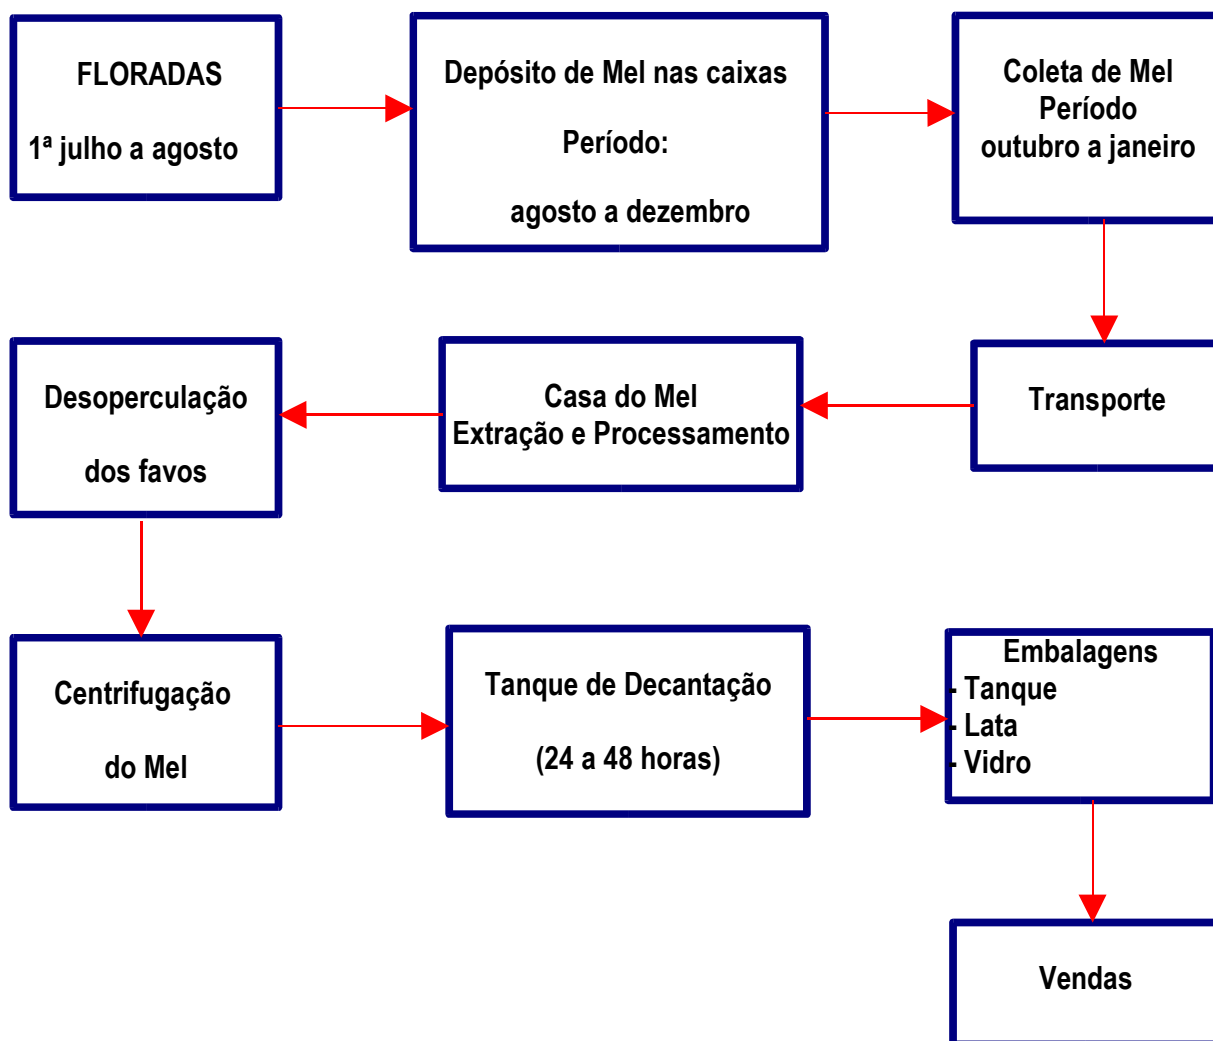 FLORADAS
1ª julho a agosto
Depósito de Mel nas caixas
Período:
agosto a dezembro
Coleta de Mel
Período
outubro a janeiro
Transporte
Casa do Mel
Extração e Processamento
Desoperculação
dos favos
Centrifugação
do Mel
Tanque de Decantação
(24 a 48 horas)
Embalagens
- Tanque
- Lata
- Vidro
Vendas